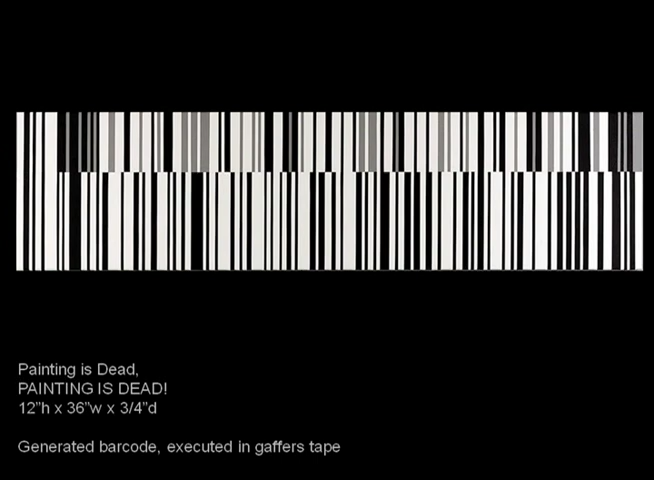 Painting is Dead,
PAINTING IS DEAD!
12”h x 36”w x 3/4”d
Generated barcode, executed in gaffers tape